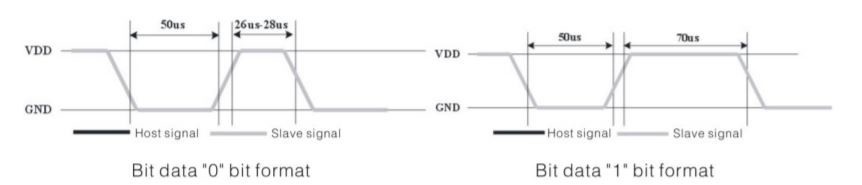 50us 26us-28us
VDD
GND
Host signal Slave signal
Bit data "0" bit format
50us 70us
VDD
GND
Host signal Slave signal
Bit data "1" bit format